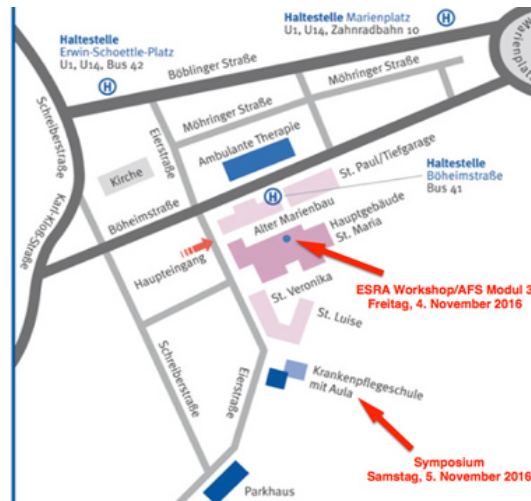 Haltestelle
Erwin-Schoettle-Platz
U1, U14, Bus 42
H
Haltestelle Marienplatz
U1, U14, Zahnradbahn 10
H
Marienplatz
Böblinger Straße
Möhringer Straße
Möhringer Straße
Schreiberstraße
Eierstraße
Karl-Kloß-Straße
Kirche
Ambulante Therapie
Böheimstraße
St. Paul/Tiefgarage
Haltestelle
Böheimstraße
Bus 41
H
Alter Marienbau
Hauptgebäude
St. Maria
Haupteingang
ESRA Workshop/AFS Modul 3
Freitag, 4. November 2016
St. Veronika
St. Luise
Schreiberstraße
Eierstraße
Krankenpflegeschule
mit Aula
Symposium
Samstag, 5. November 2016
Parkhaus